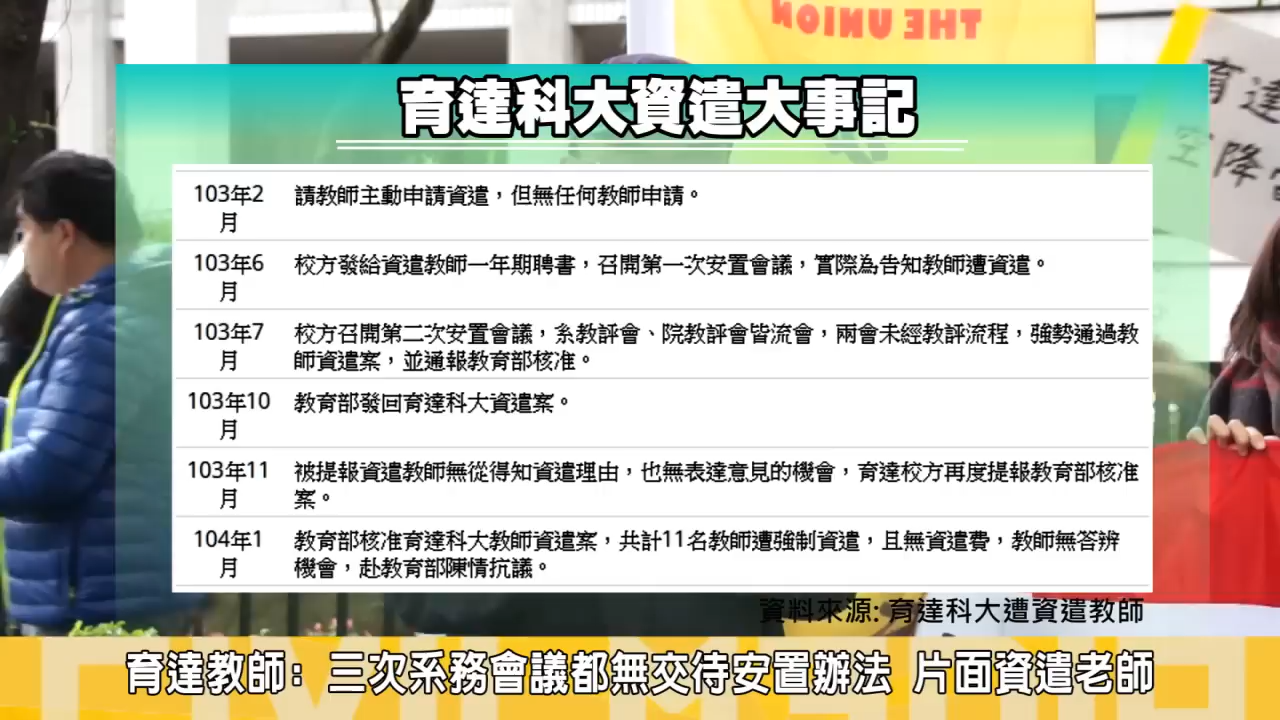 THE UNION
育達
空降
育達科大資遣大事記
103年2
月
請教師主動申請資遣，但無任何教師申請。
103年6
月
校方發給資遣教師一年期聘書，召開第一次安置會議，實際為告知教師遭資遣。
103年7
月
校方召開第二次安置會議，系教評會、院教評會皆流會，兩會未經教評流程，強勢通過教
師資遣案，並通報教育部核准。
103年10
月
教育部發回育達科大資遣案。
103年11
月
被提報資遣教師無從得知資遣理由，也無表達意見的機會，育達校方再度提報教育部核准
案。
104年1
月
教育部核准育達科大教師資遣案，共計11名教師遭強制資遣，且無資遣費，教師無答辨
機會，赴教育部陳情抗議。
資料來源: 育達科大遭資遣教師
育達教師：三次系務會議都無交待安置辦法 片面資遣老師